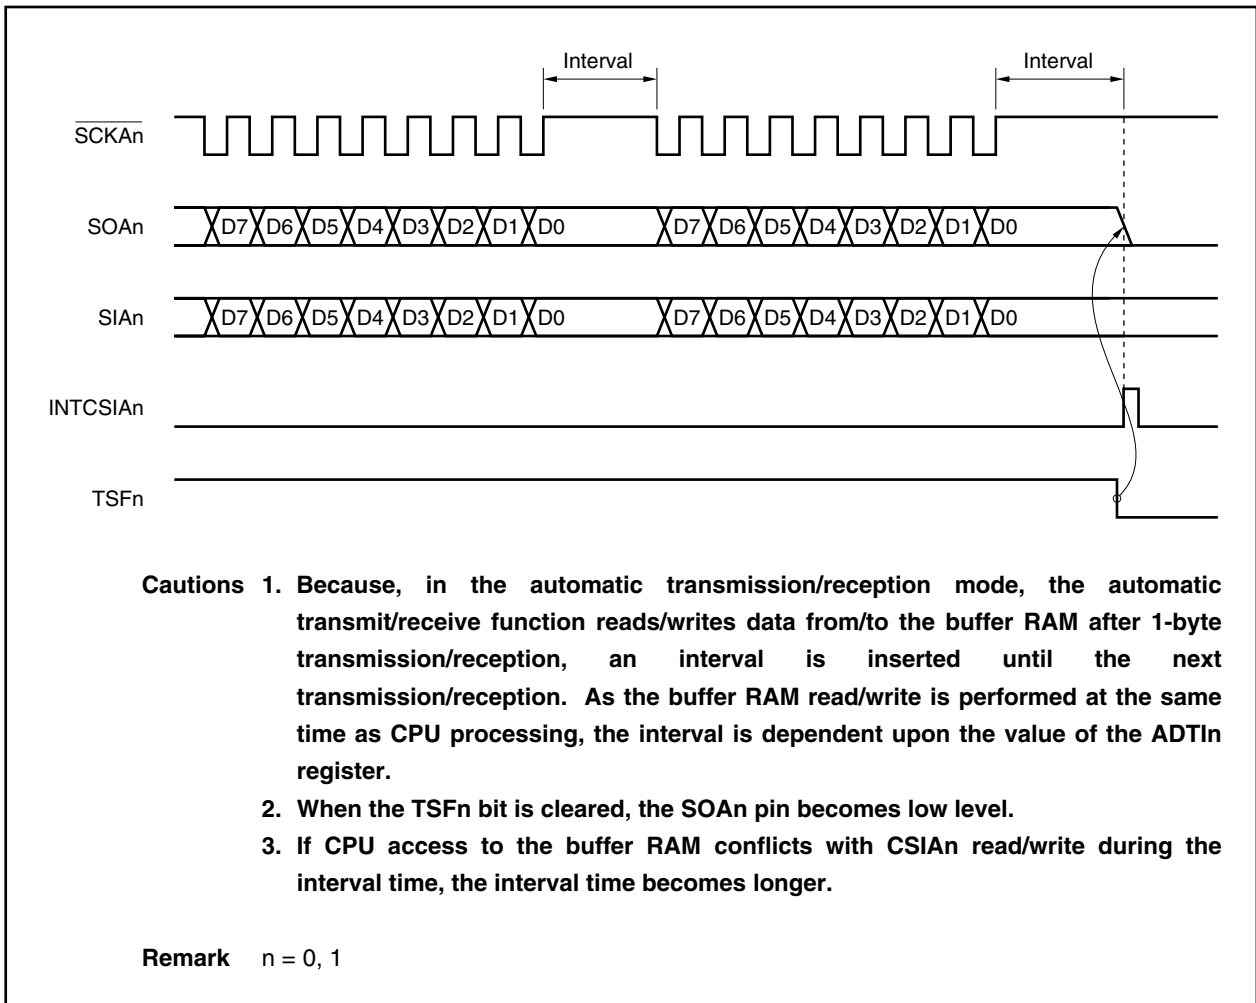 Interval Interval
SCKAn
SOAn D7 D6 D5 D4 D3 D2 D1 D0 D7 D6 D5 D4 D3 D2 D1 D0
SIAn D7 D6 D5 D4 D3 D2 D1 D0 D7 D6 D5 D4 D3 D2 D1 D0
INTCSIAn
TSFn
Cautions 1. Because, in the automatic transmission/reception mode, the automatic
transmit/receive function reads/writes data from/to the buffer RAM after 1-byte
transmission/reception, an interval is inserted until the next
transmission/reception. As the buffer RAM read/write is performed at the same
time as CPU processing, the interval is dependent upon the value of the ADTIn
register.
2. When the TSFn bit is cleared, the SOAn pin becomes low level.
3. If CPU access to the buffer RAM conflicts with CSIAn read/write during the
interval time, the interval time becomes longer.
Remark n = 0, 1